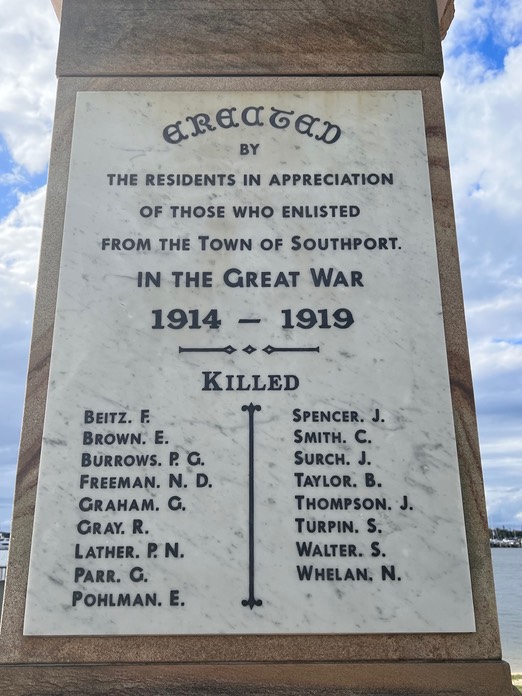 ERECTED
BY
THE RESIDENTS IN APPRECIATION
OF THOSE WHO ENLISTED
FROM THE TOWN OF SOUTHPORT.
IN THE GREAT WAR
1914 – 1919
KILLED
BEITZ. F.
BROWN. E.
BURROWS. P. G.
FREEMAN. N. D.
GRAHAM. G.
GRAY. R.
LATHER. P. N.
PARR. G.
POHLMAN. E.
SPENCER. J.
SMITH. C.
SURCH. J.
TAYLOR. B.
THOMPSON. J.
TURPIN. S.
WALTER. S.
WHELAN. N.